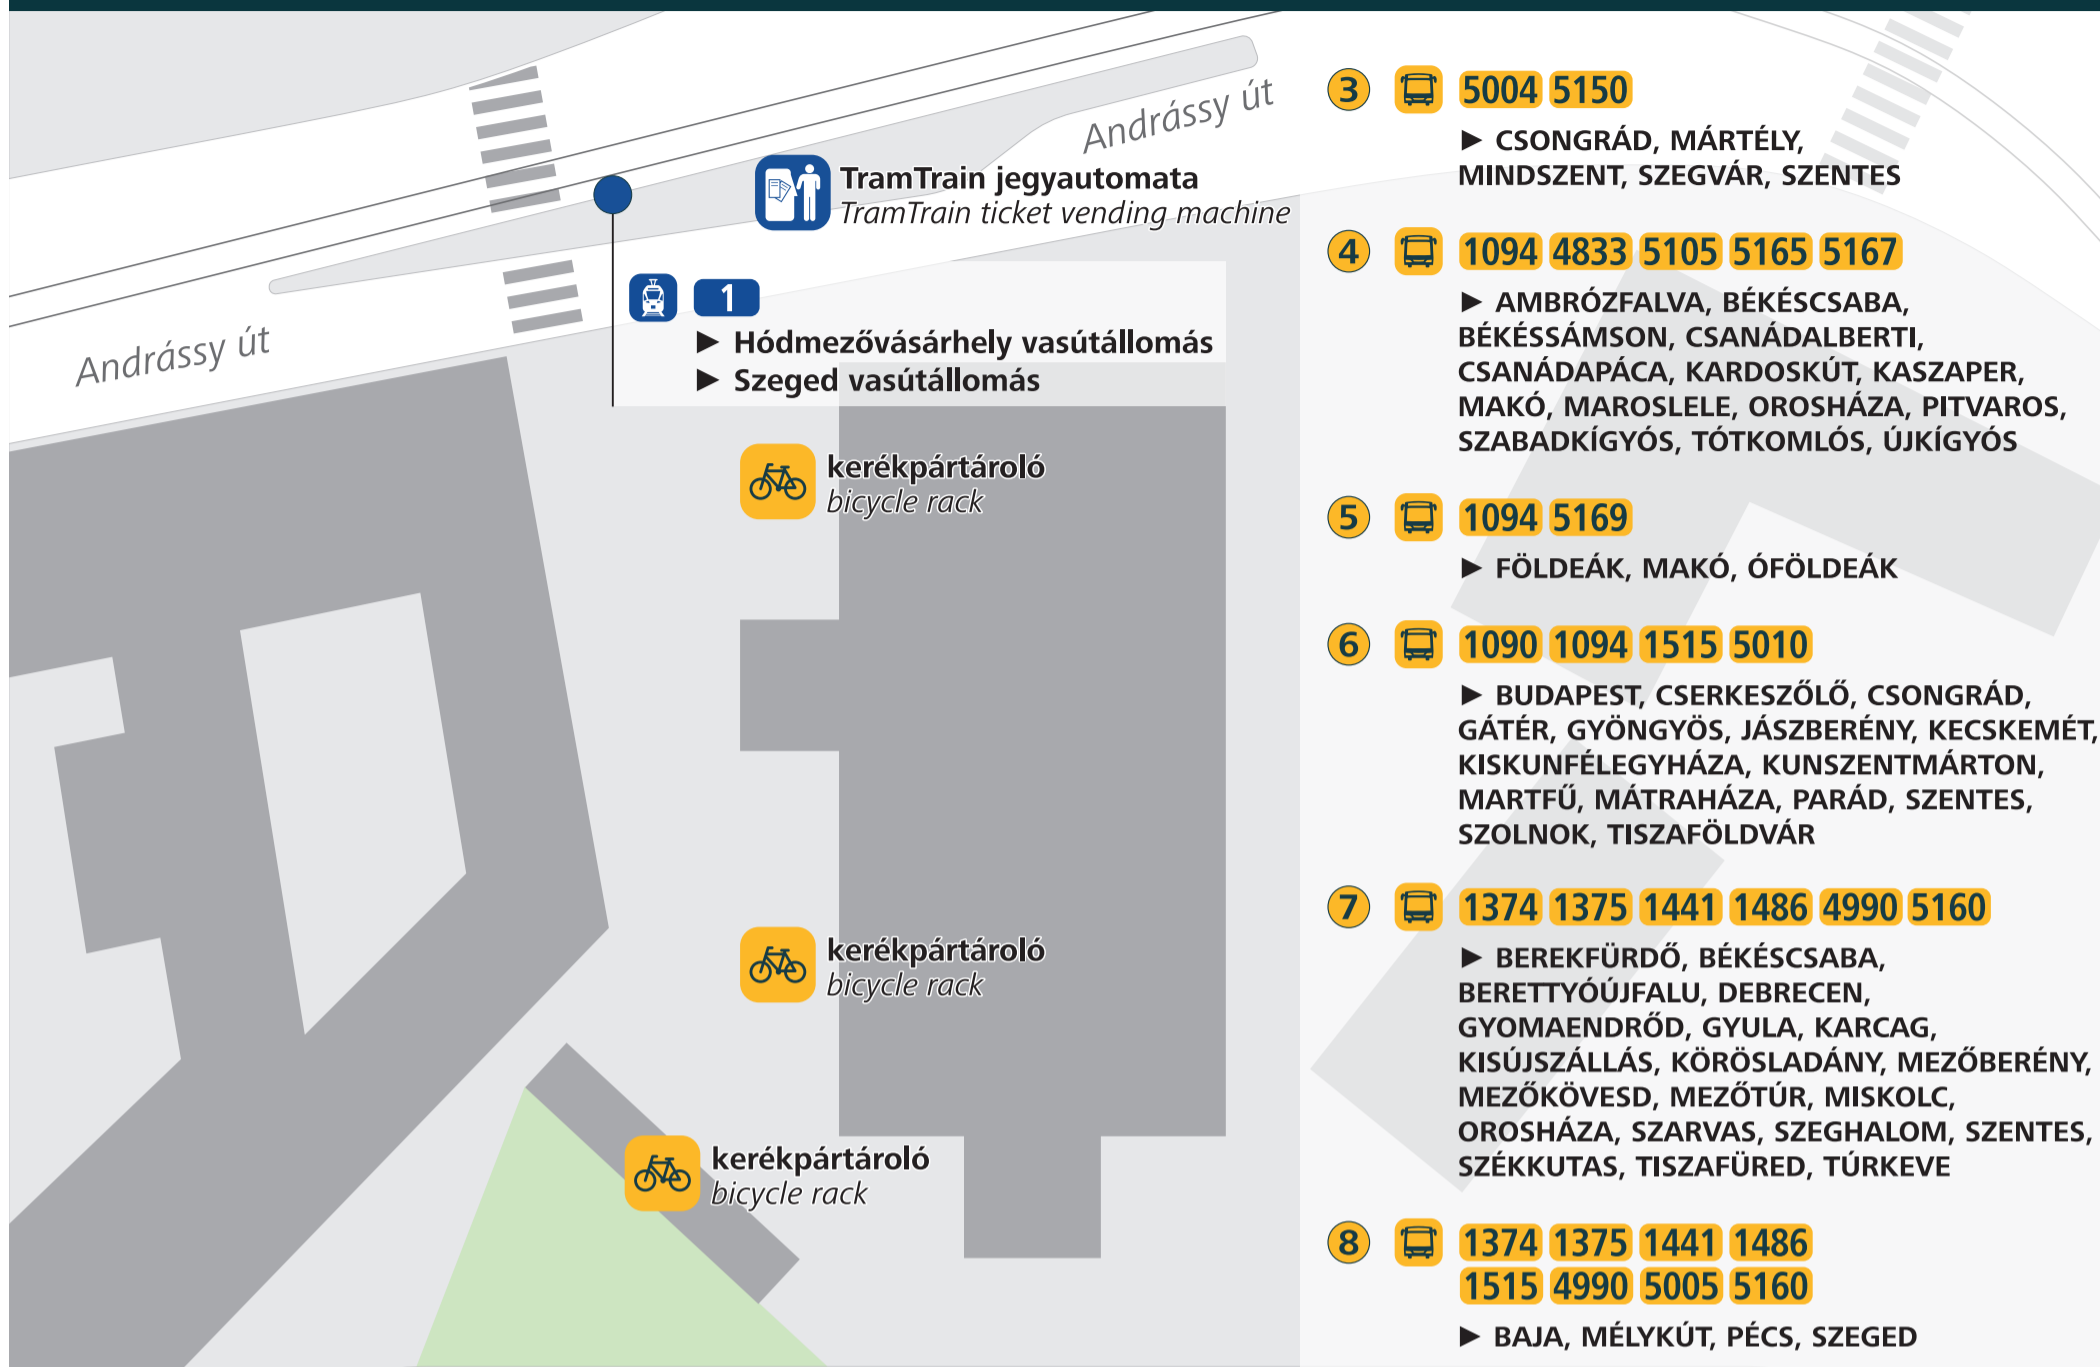 Andrássy út
TramTrain jegyautomata
TramTrain ticket vending machine
1
► Hódmezővásárhely vasútállomás
► Szeged vasútállomás
Andrássy út
kerékpártároló
bicycle rack
kerékpártároló
bicycle rack
kerékpártároló
bicycle rack
3 5004 5150
► CSONGRÁD, MÁRTÉLY,
MINDSZENT, SZEGVÁR, SZENTES
4 1094 4833 5105 5165 5167
► AMBRÓZFALVA, BÉKÉSCSABA,
BÉKÉSSÁMSON, CSANÁDALBERTI,
CSANÁDAPÁCA, KARDOSKÚT, KASZAPER,
MAKÓ, MAROSLELE, OROSHÁZA, PITVAROS,
SZABADKÍGYÓS, TÓTKOMLÓS, ÚJKÍGYÓS
5 1094 5169
► FÖLDEÁK, MAKÓ, ÓFÖLDEÁK
6 1090 1094 1515 5010
► BUDAPEST, CSERKESZŐLŐ, CSONGRÁD,
GÁTÉR, GYÖNGYÖS, JÁSZBERÉNY, KECSKEMÉT,
KISKUNFÉLEGYHÁZA, KUNSZENTMÁRTON,
MARTFŰ, MÁTRAHÁZA, PARÁD, SZENTES,
SZOLNOK, TISZAFÖLDVÁR
7 1374 1375 1441 1486 4990 5160
► BEREKFÜRDŐ, BÉKÉSCSABA,
BERETTYÓÚJFALU, DEBRECEN,
GYOMAENDRŐD, GYULA, KARCAG,
KISÚJSZÁLLÁS, KÖRÖSLADÁNY, MEZŐBERÉNY,
MEZŐKÖVESD, MEZŐTÚR, MISKOLC,
OROSHÁZA, SZARVAS, SZEGHALOM, SZENTES,
SZÉKKUTAS, TISZAFÜRED, TÚRKEVE
8 1374 1375 1441 1486
1515 4990 5005 5160
► BAJA, MÉLYKÚT, PÉCS, SZEGED